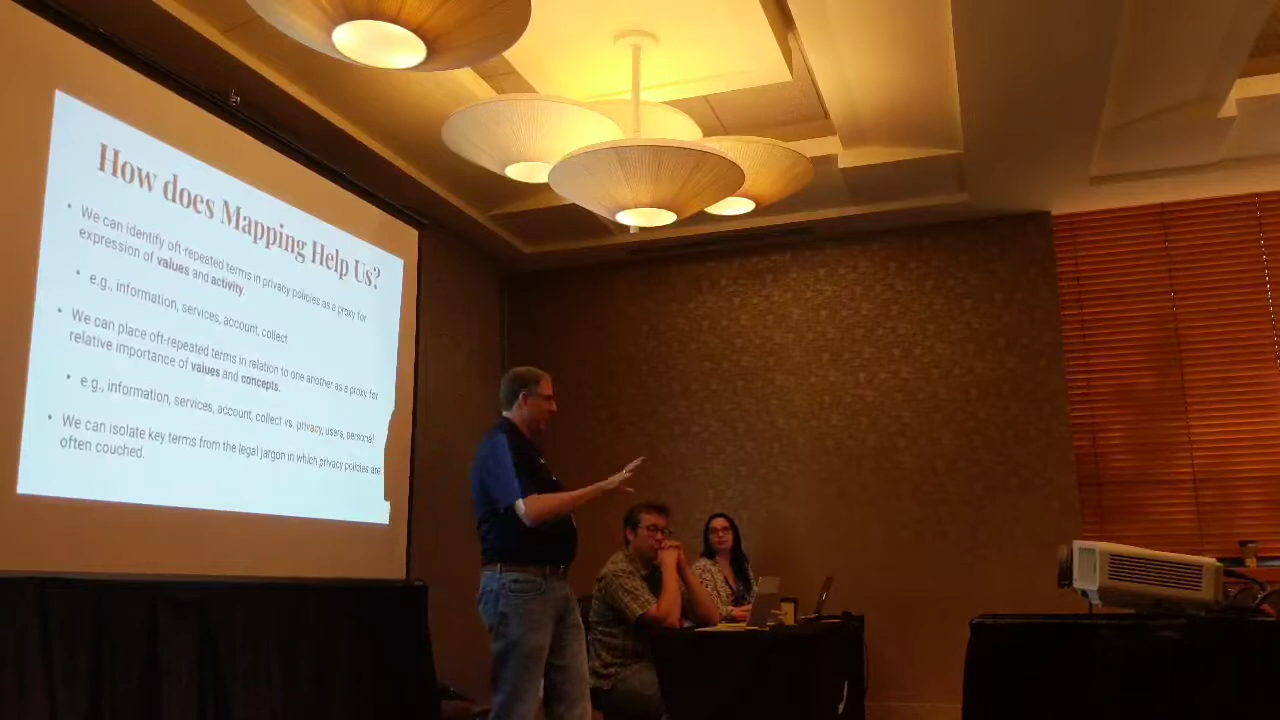 How does Mapping Help Us?
• We can identify oft-repeated terms in privacy policies as a proxy for
expression of values and activity.
• e.g., information, services, account, collect
• We can place oft-repeated terms in relation to one another as a proxy for
relative importance of values and concepts.
• e.g., information, services, account, collect vs. privacy, users, personal
• We can isolate key terms from the legal jargon in which privacy policies are
often couched.